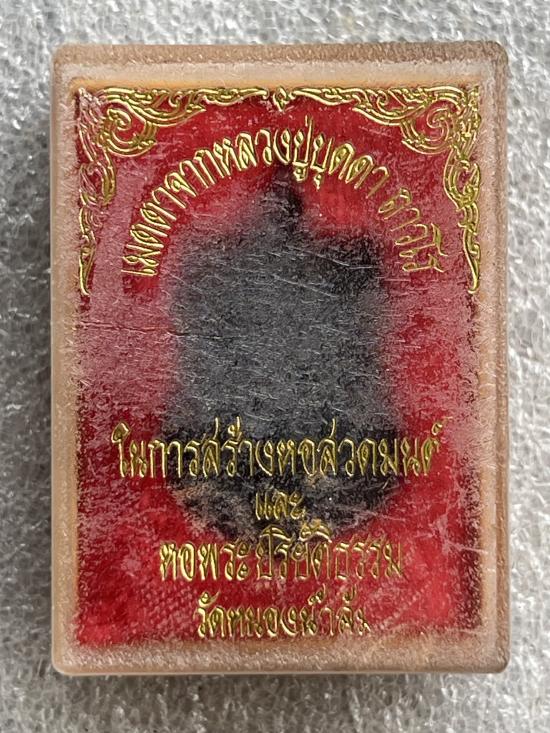 เมตตาจากหลวงปู่บุดดา ถาวโร
ในการสร้างหอสวดมนต์
และ
หอพระปริยัติธรรม
วัดหนองน้ำคัน